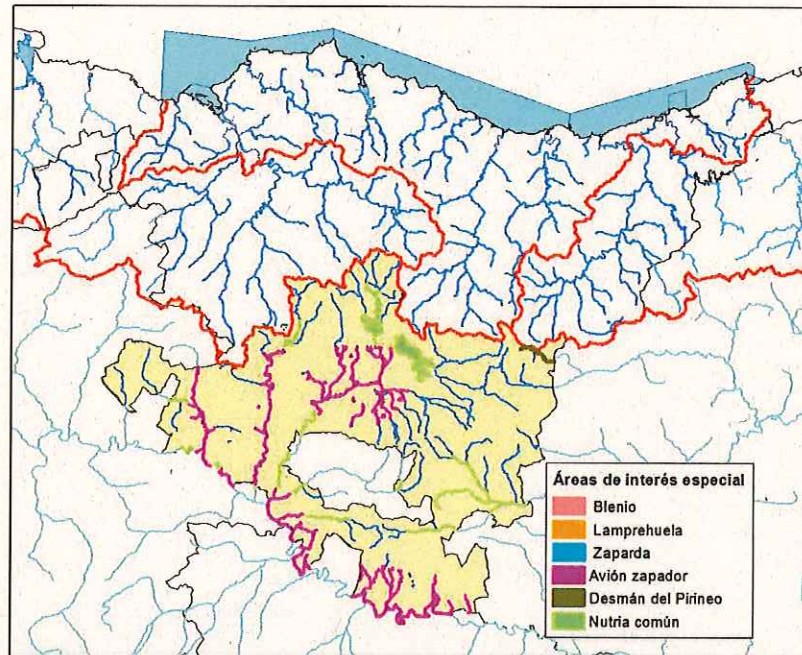 Áreas de interés especial
Blenio
Lamprehuela
Zaparda
Avión zapador
Desmán del Pirineo
Nutria común